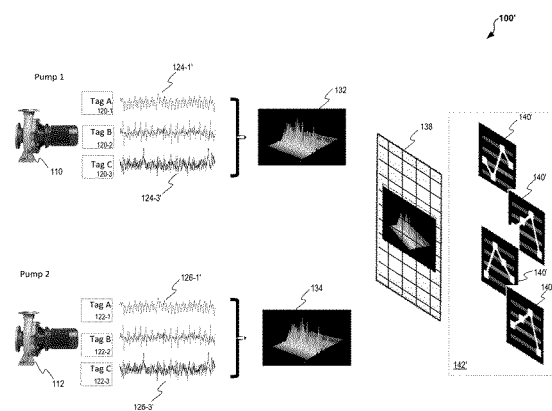 100'
Pump 1
124-1'
132
138
140'
Tag A
120-1
Tag B
120-2
Tag C
120-3
110
124-3'
140'
140'
140
142'
Pump 2
126-1'
134
Tag A
122-1
Tag B
122-2
Tag C
122-3
112
126-3'